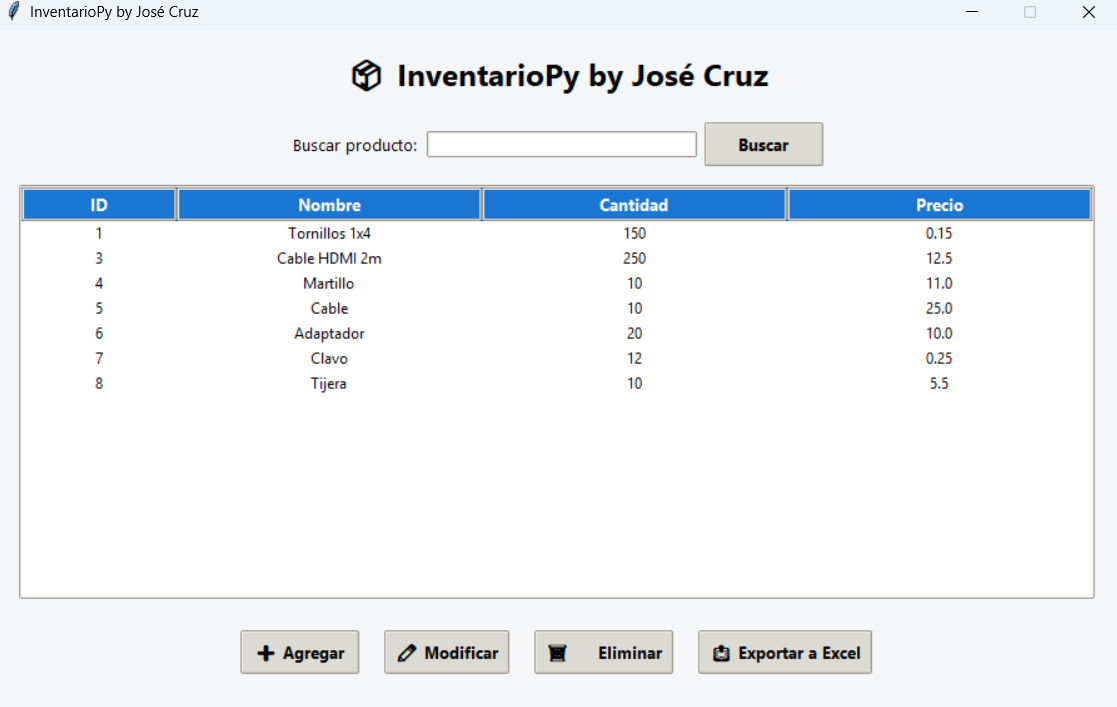 InventarioPy by José Cruz
InventarioPy by José Cruz
Buscar producto: Buscar
ID Nombre Cantidad Precio
1 Tornillos 1x4 150 0.15
3 Cable HDMI 2m 250 12.5
4 Martillo 10 11.0
5 Cable 10 25.0
6 Adaptador 20 10.0
7 Clavo 12 0.25
8 Tijera 10 5.5
Agregar Modificar Eliminar Exportar a Excel